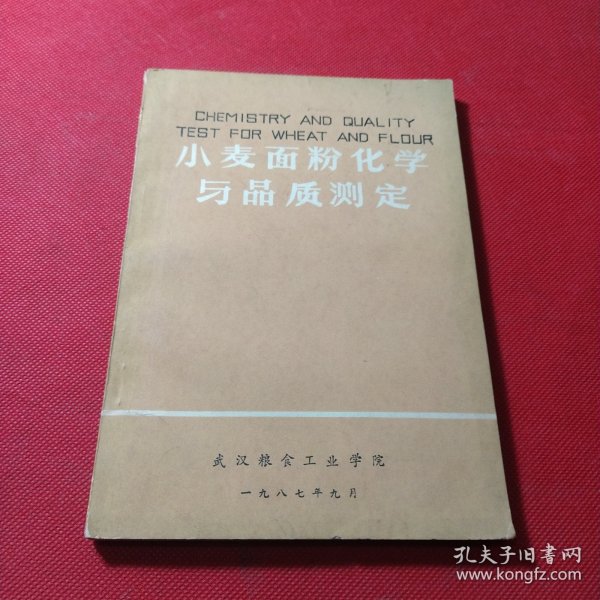 CHEMISTRY AND QUALITY
TEST FOR WHEAT AND FLOUR
小麦面粉化学
与品质测定
武汉粮食工业学院
一九八七年九月
孔夫子旧书网
www.kongfz.com